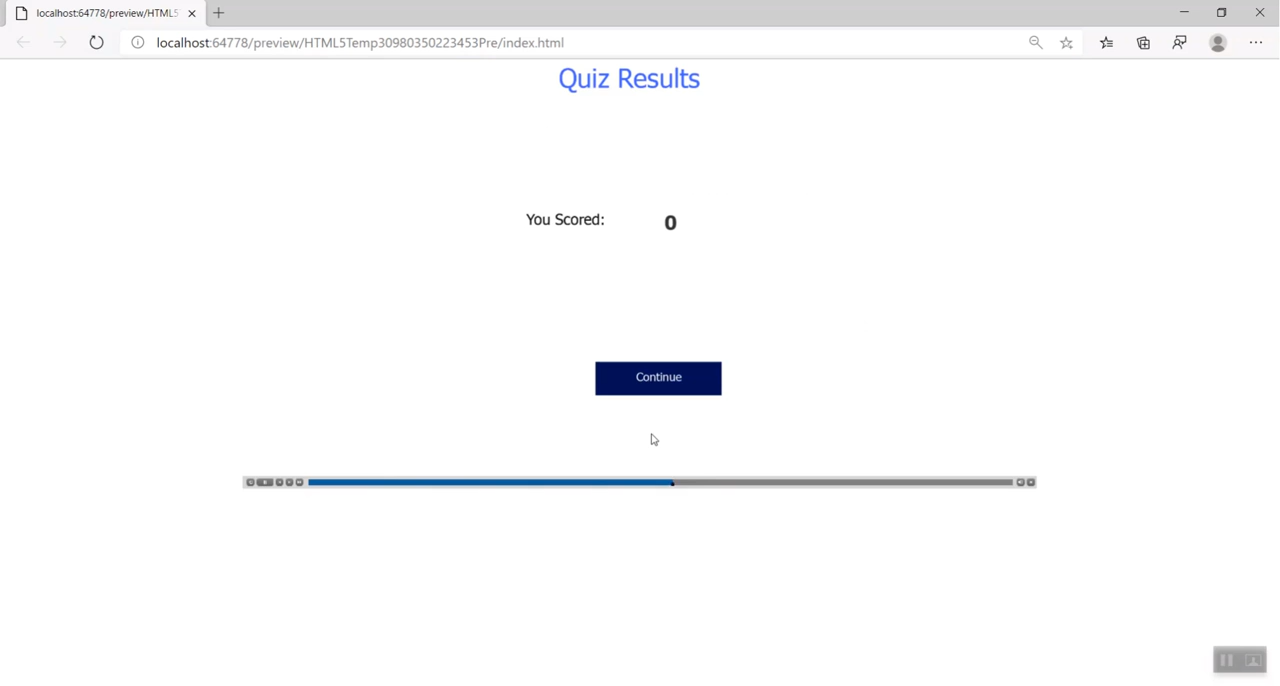 localhost:64778/preview/HTML5
localhost:64778/preview/HTML5Temp30980350223453Pre/index.html
Quiz Results
You Scored: 0
Continue